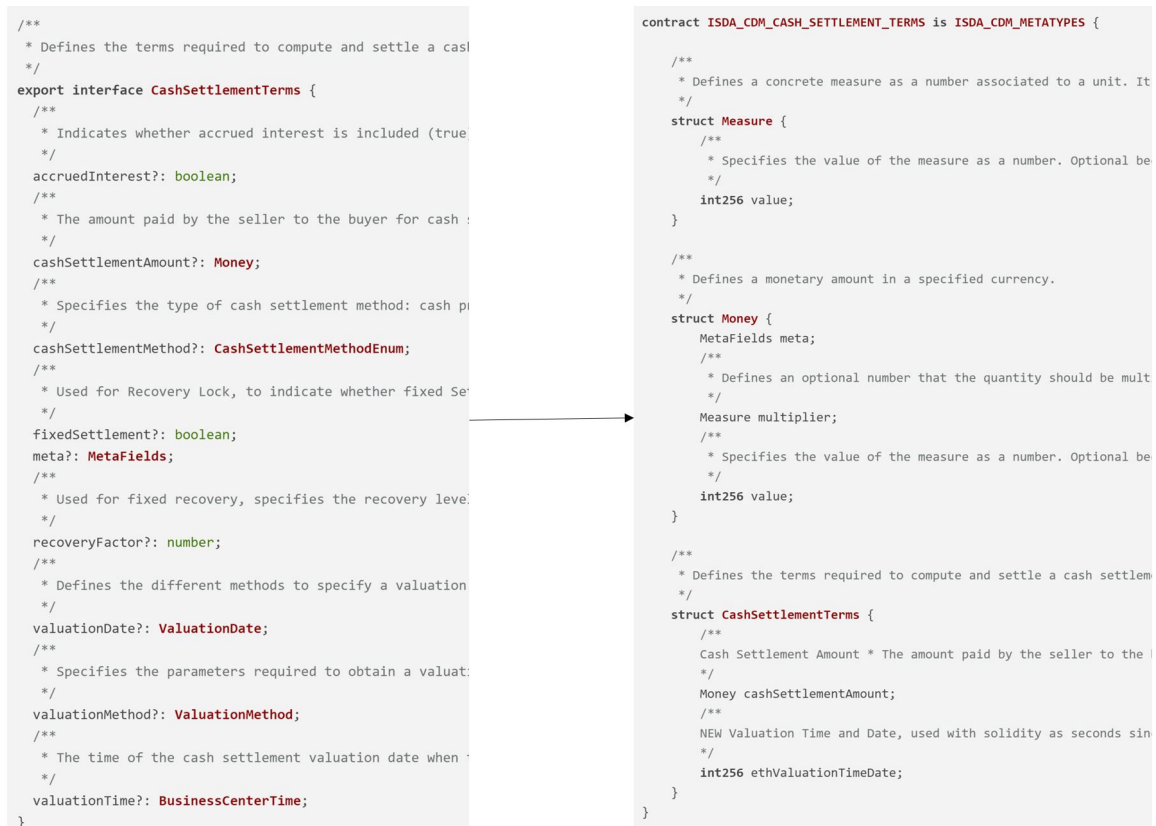 /**
 * Defines the terms required to compute and settle a cash
 */
export interface CashSettlementTerms {
  /**
   * Indicates whether accrued interest is included (true
   */
  accruedInterest?: boolean;
  /**
   * The amount paid by the seller to the buyer for cash
   */
  cashSettlementAmount?: Money;
  /**
   * Specifies the type of cash settlement method: cash
   */
  cashSettlementMethod?: CashSettlementMethodEnum;
  /**
   * Used for Recovery Lock, to indicate whether fixed Se
   */
  fixedSettlement?: boolean;
  meta?: MetaFields;
  /**
   * Used for fixed recovery, specifies the recovery leve
   */
  recoveryFactor?: number;
  /**
   * Defines the different methods to specify a valuation
   */
  valuationDate?: ValuationDate;
  /**
   * Specifies the parameters required to obtain a valuat
   */
  valuationMethod?: ValuationMethod;
  /**
   * The time of the cash settlement valuation date when
   */
  valuationTime?: BusinessCenterTime;
}
contract ISDA_CDM_CASH_SETTLEMENT_TERMS is ISDA_CDM_METATYPES {
    /**
     * Defines a concrete measure as a number associated to a unit. It
     */
    struct Measure {
        /**
         * Specifies the value of the measure as a number. Optional be
         */
        int256 value;
    }
    /**
     * Defines a monetary amount in a specified currency.
     */
    struct Money {
        MetaFields meta;
        /**
         * Defines an optional number that the quantity should be mult
         */
        Measure multiplier;
        /**
         * Specifies the value of the measure as a number. Optional be
         */
        int256 value;
    }
    /**
     * Defines the terms required to compute and settle a cash settlem
     */
    struct CashSettlementTerms {
        /**
        Cash Settlement Amount * The amount paid by the seller to the
        */
        Money cashSettlementAmount;
        /**
        NEW Valuation Time and Date, used with solidity as seconds sin
        */
        int256 ethValuationTimeDate;
    }
}